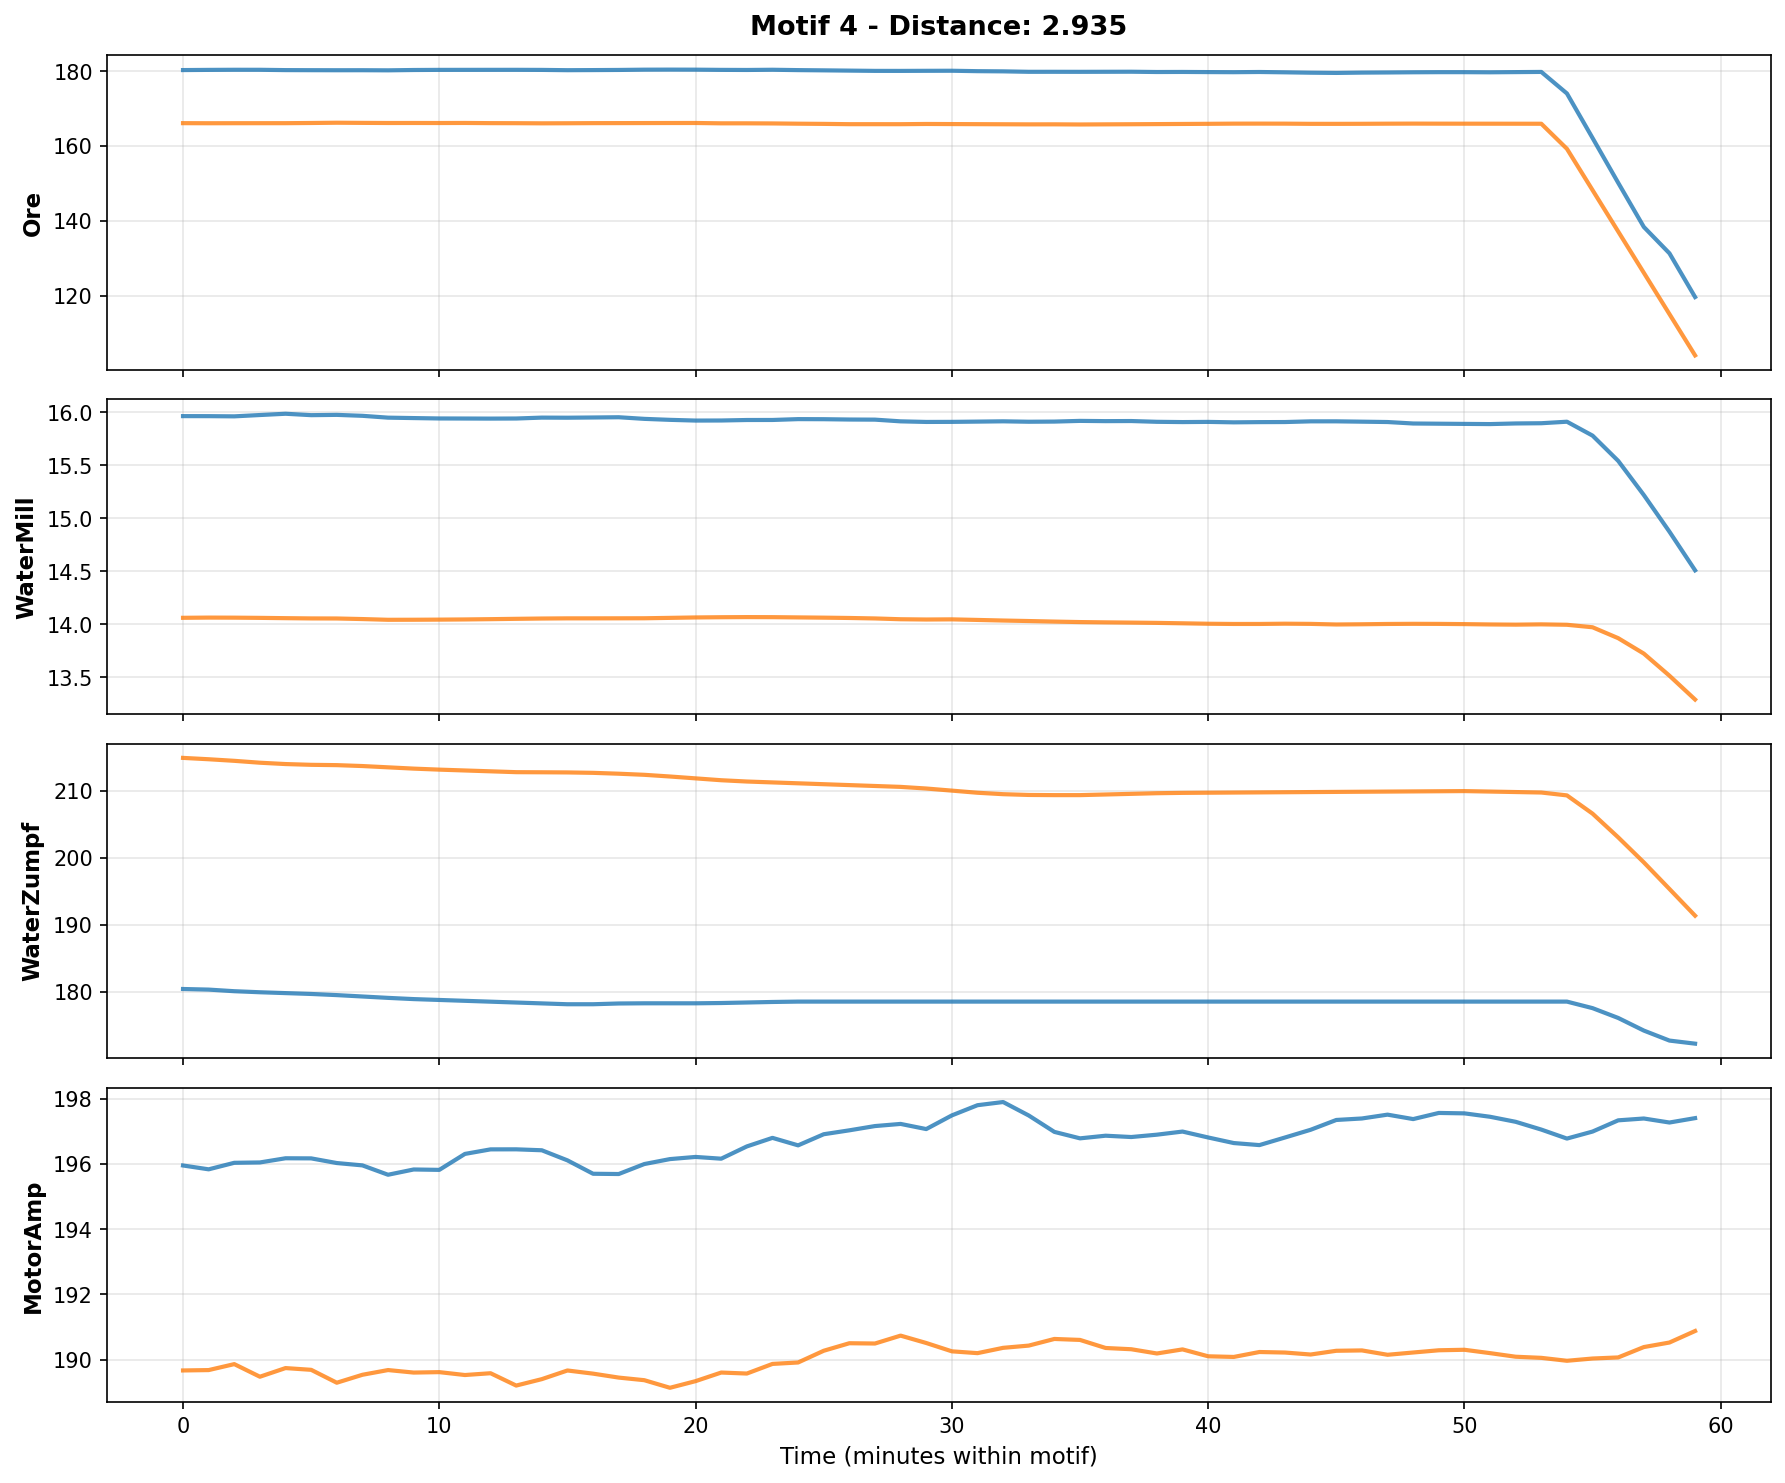 Motif 4 - Distance: 2.935
180
160
140
120
Ore
16.0
15.5
15.0
14.5
14.0
13.5
WaterMill
210
200
190
180
WaterZumpf
198
196
194
192
190
MotorAmp
0 10 20 30 40 50 60
Time (minutes within motif)